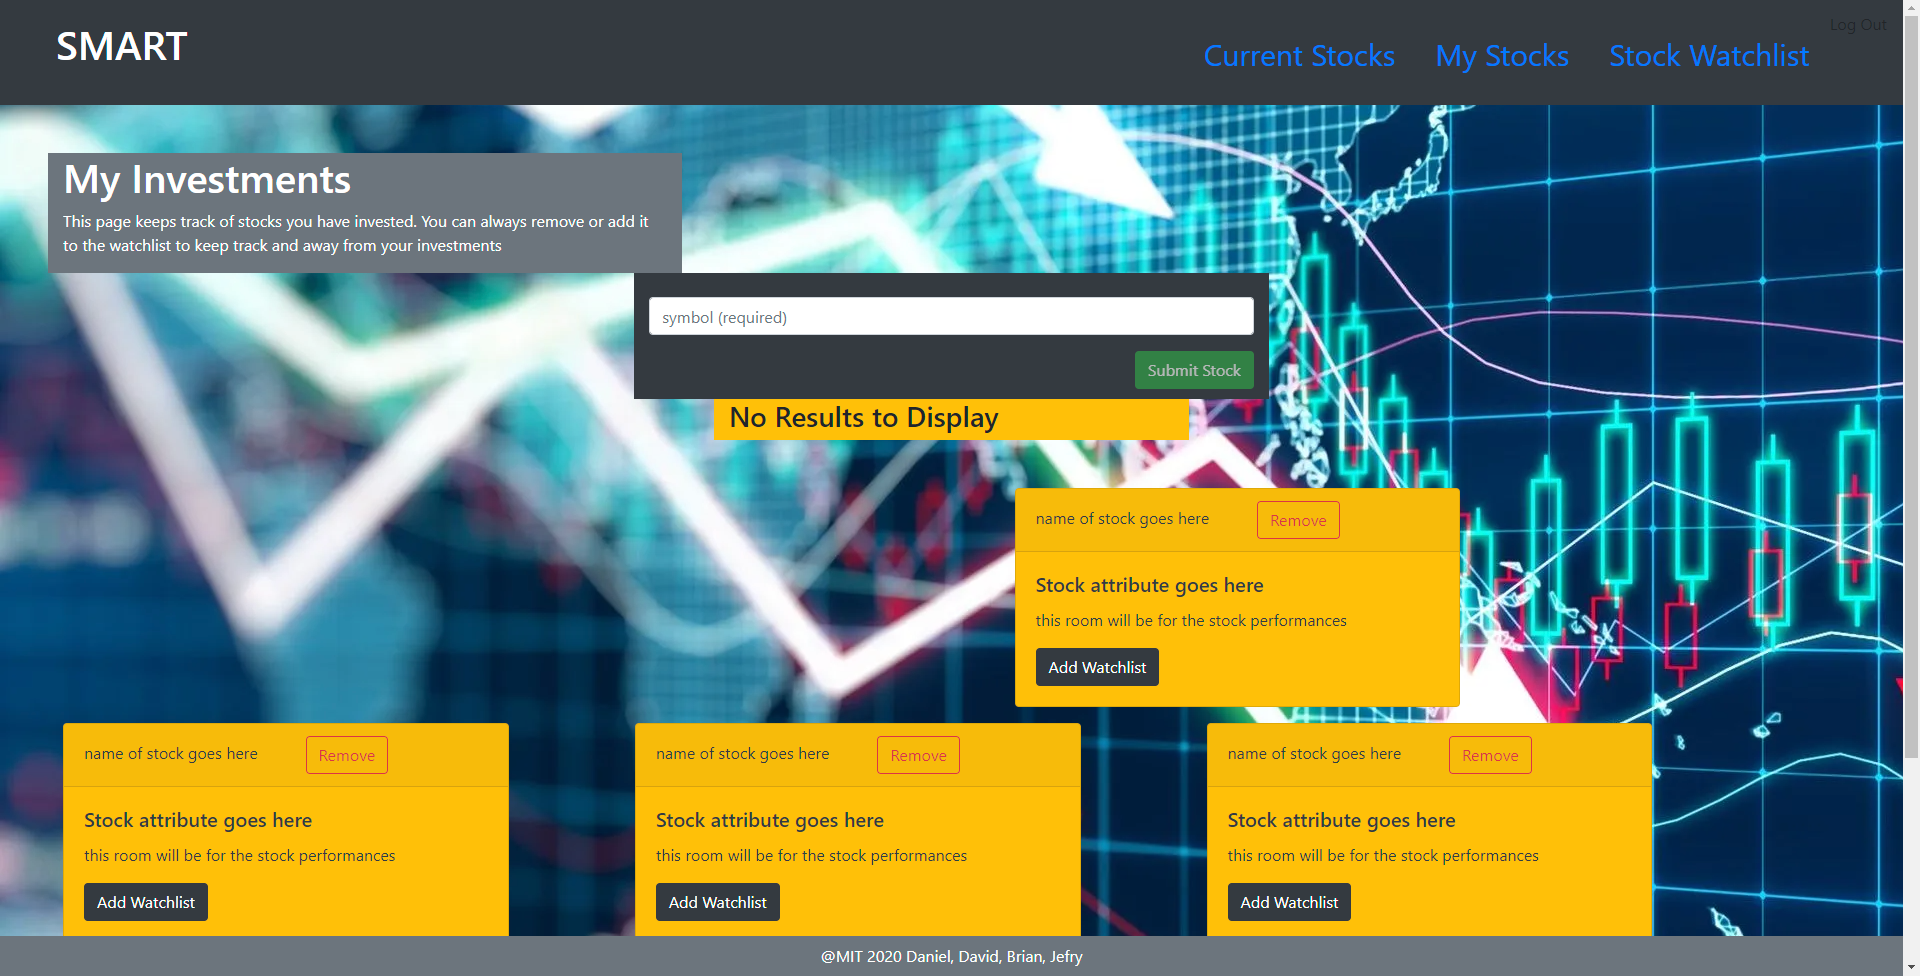 SMART
Log Out
Current Stocks
My Stocks
Stock Watchlist
My Investments
This page keeps track of stocks you have invested. You can always remove or add it
to the watchlist to keep track and away from your investments
symbol (required)
Submit Stock
No Results to Display
name of stock goes here
Remove
Stock attribute goes here
this room will be for the stock performances
Add Watchlist
name of stock goes here
Remove
Stock attribute goes here
this room will be for the stock performances
Add Watchlist
name of stock goes here
Remove
Stock attribute goes here
this room will be for the stock performances
Add Watchlist
name of stock goes here
Remove
Stock attribute goes here
this room will be for the stock performances
Add Watchlist
@MIT 2020 Daniel, David, Brian, Jefry